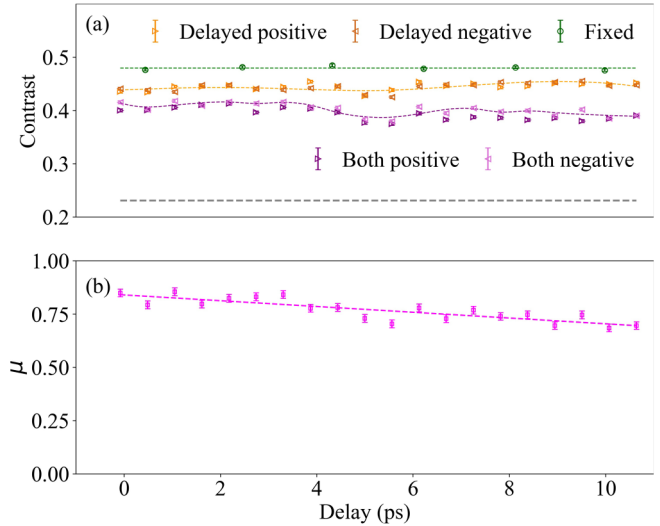 (a)
Delayed positive Delayed negative Fixed
0.5
0.4
Contrast
0.3
Both positive Both negative
0.2
1.00
(b)
0.75
μ
0.50
0.25
0.00
0 2 4 6 8 10
Delay (ps)